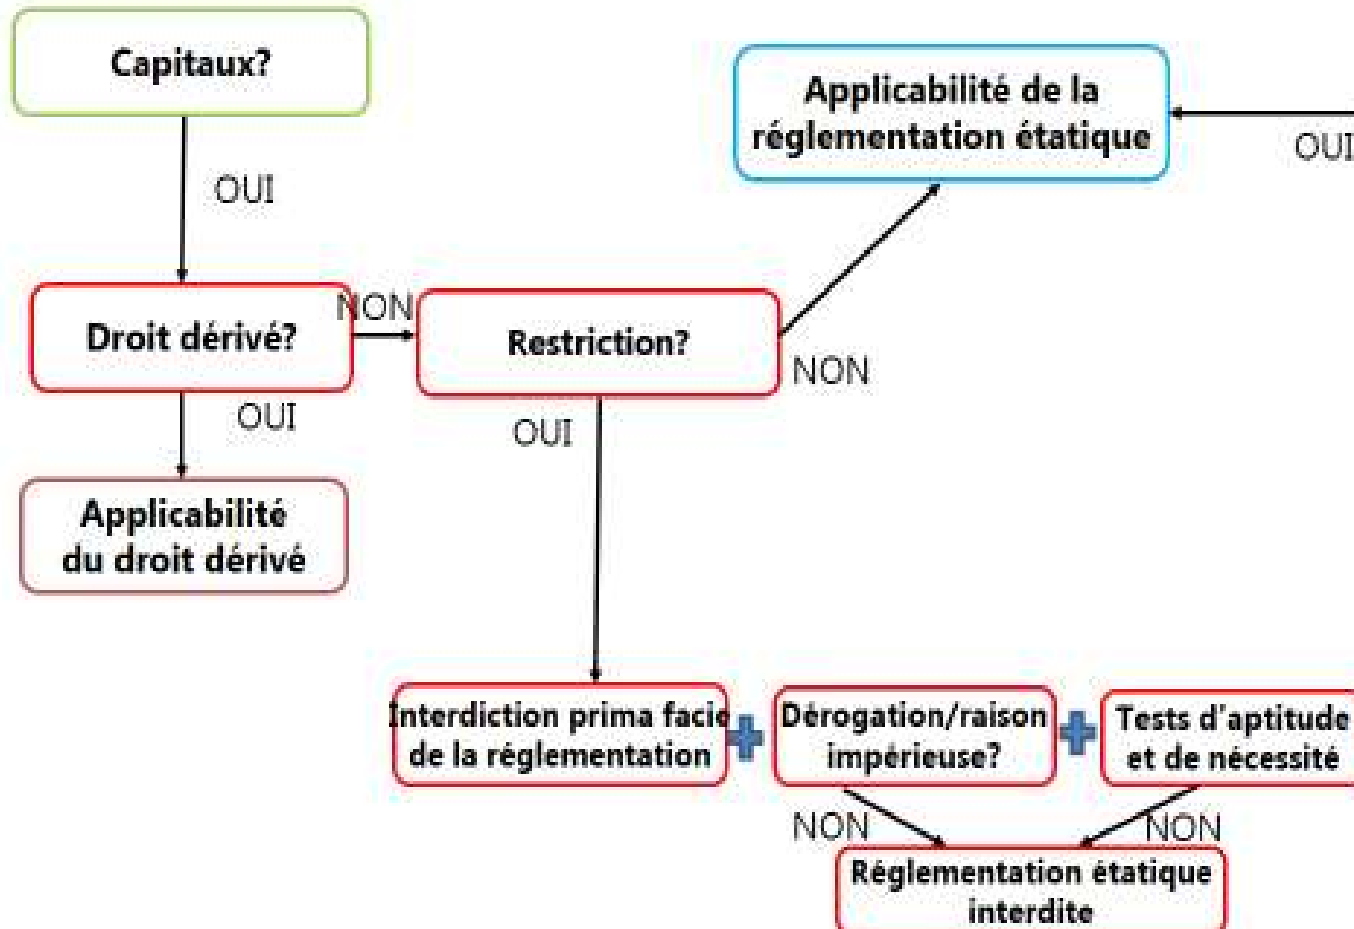 Capitaux?
Applicabilité de la
réglementation étatique
OUI
OUI
Droit dérivé?
NON
Restriction?
NON
OUI
OUI
Applicabilité
du droit dérivé
Interdiction prima facie
de la réglementation
Dérogation/raison
impérieuse?
Tests d'aptitude
et de nécessité
NON
NON
Réglementation étatique
interdite